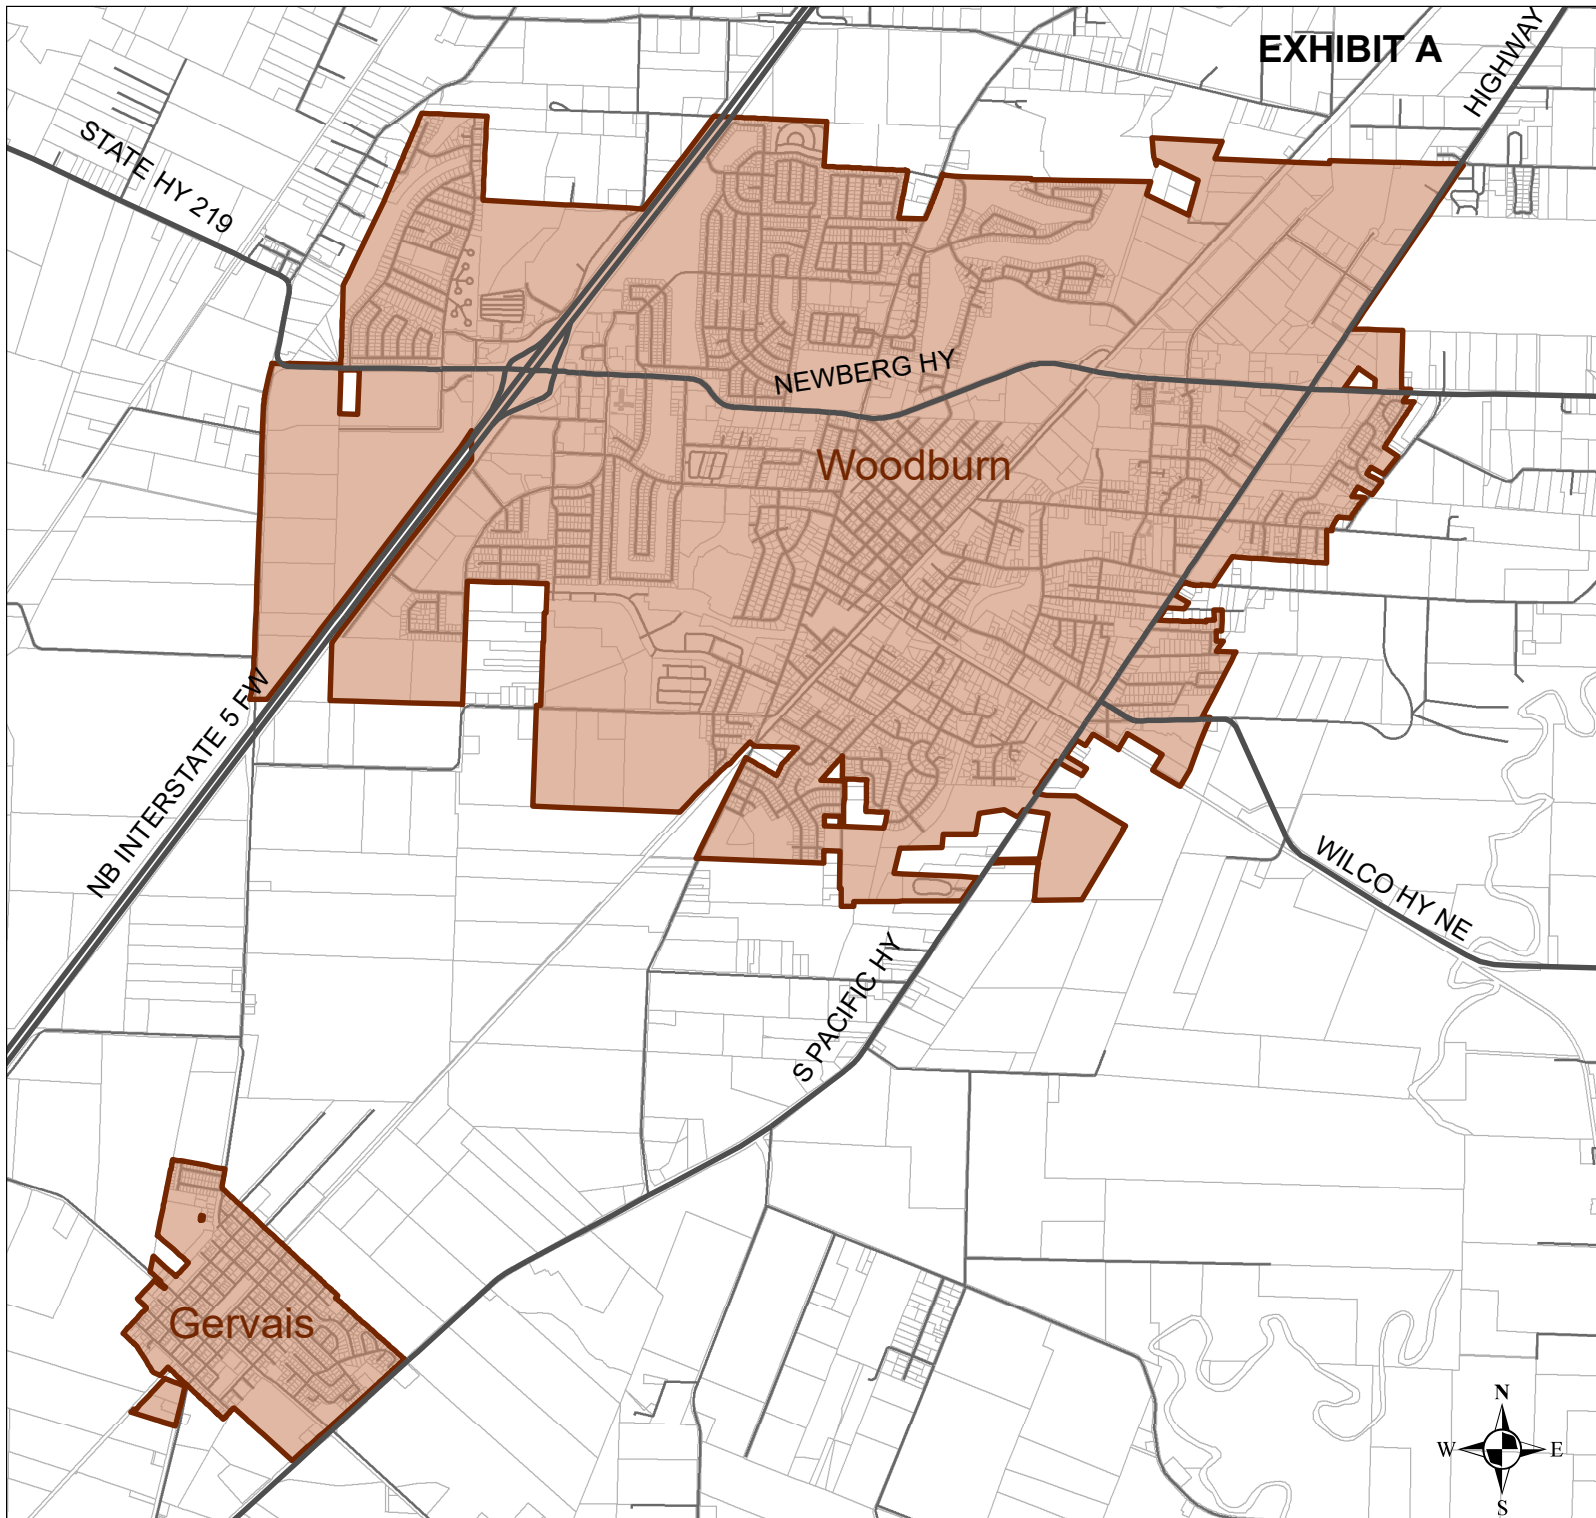 EXHIBIT A
HIGHWAY
STATE HY 219
NEWBERG HY
Woodburn
NB INTERSTATE 5 FW
WILCO HY NE
S PACIFIC HY
Gervais
N
W E
S